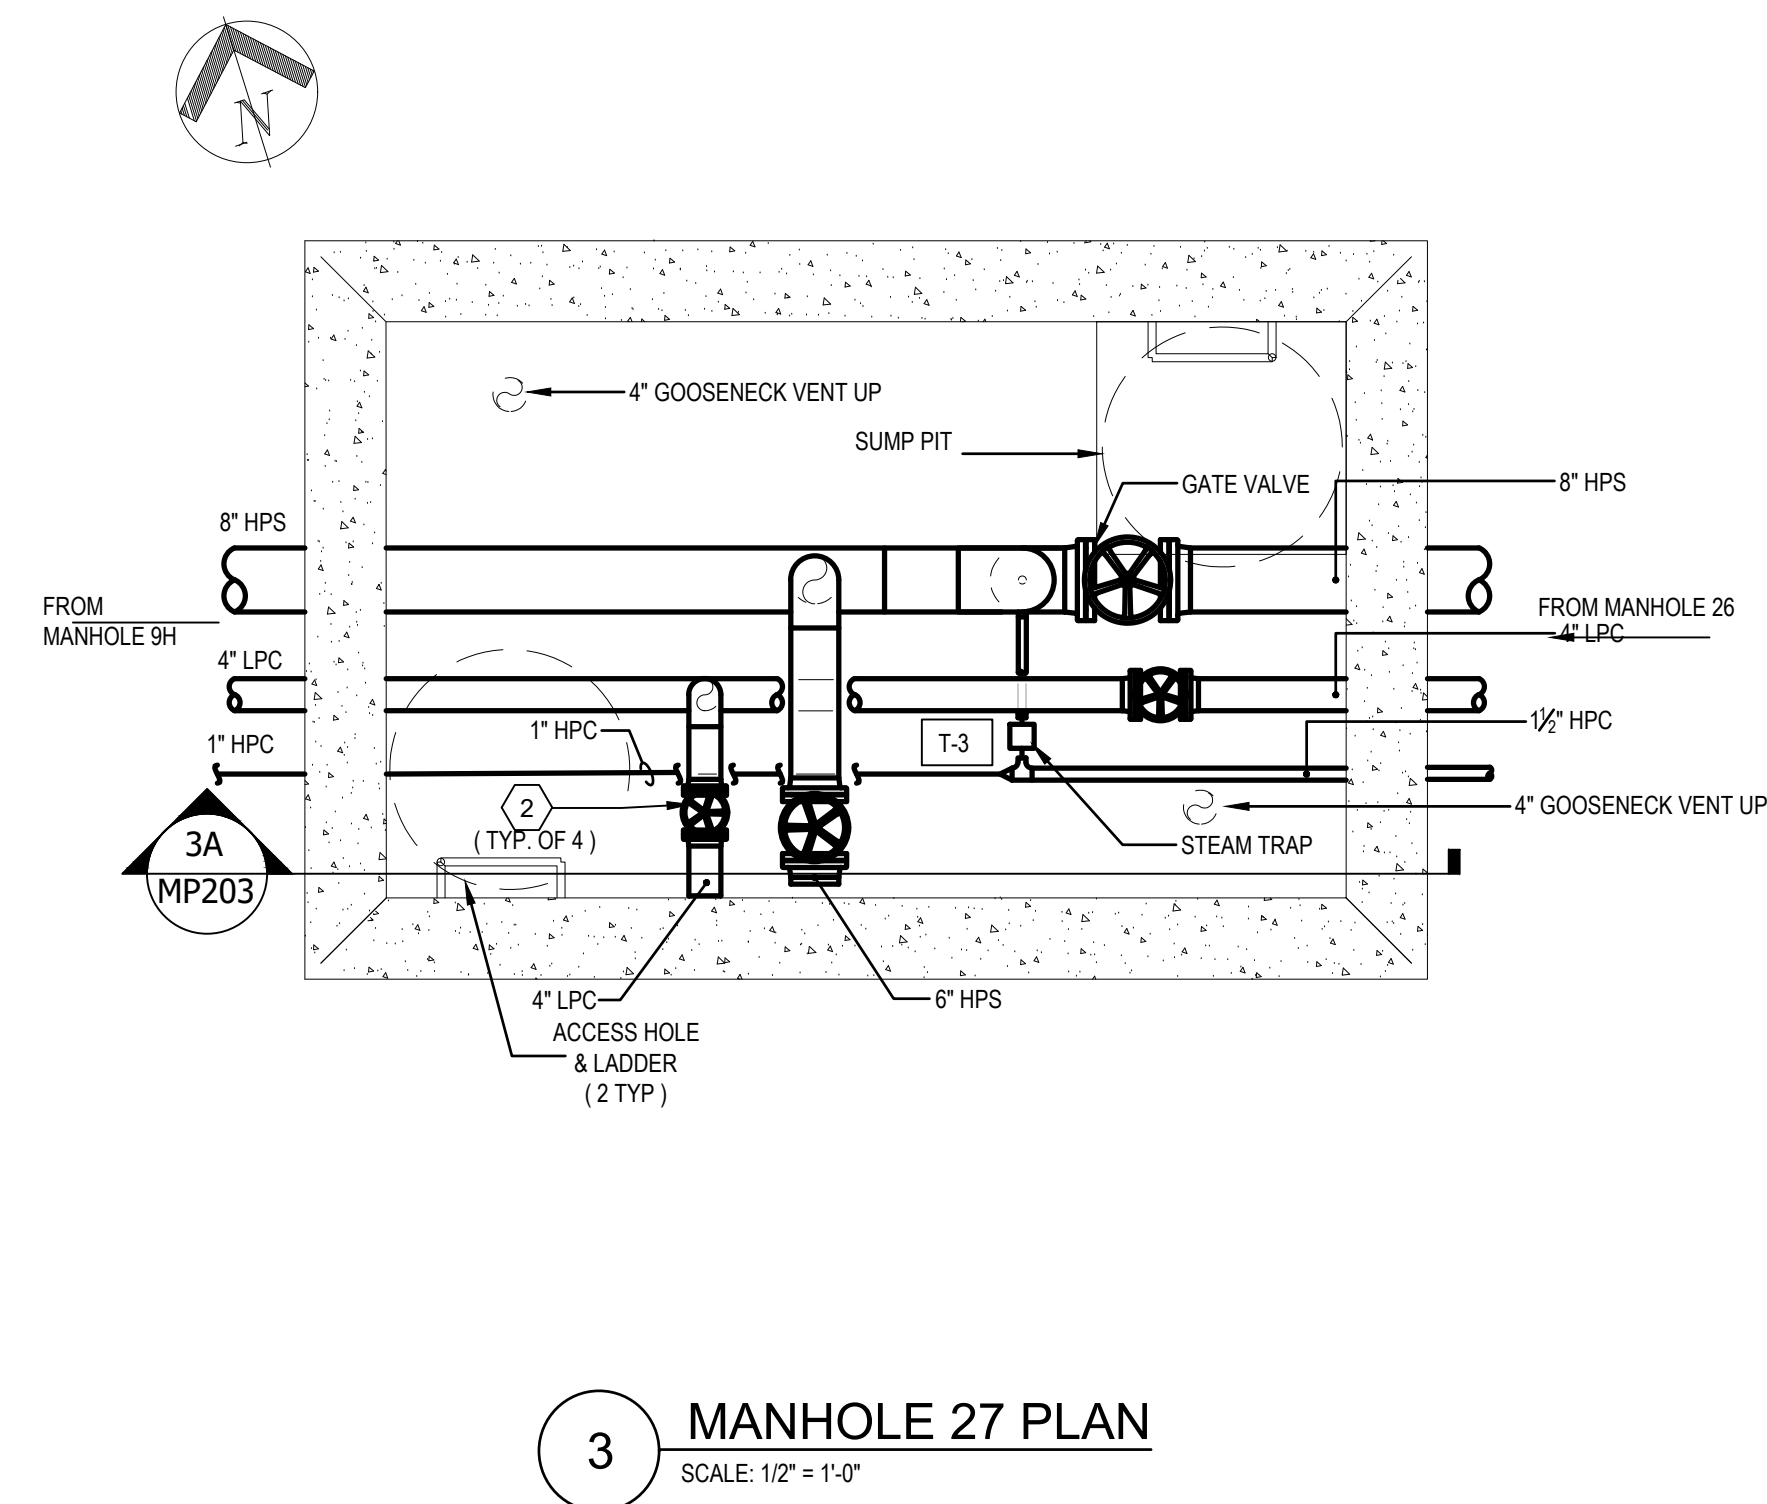 N
4" GOOSENECK VENT UP
SUMP PIT
GATE VALVE
8" HPS
8" HPS
FROM
MANHOLE 9H
FROM MANHOLE 26
4" LPC
4" LPC
1" HPC
1" HPC
T-3
1½" HPC
2
( TYP. OF 4 )
4" GOOSENECK VENT UP
STEAM TRAP
3A
MP203
4" LPC
6" HPS
ACCESS HOLE
& LADDER
( 2 TYP )
3
MANHOLE 27 PLAN
SCALE: 1/2" = 1'-0"